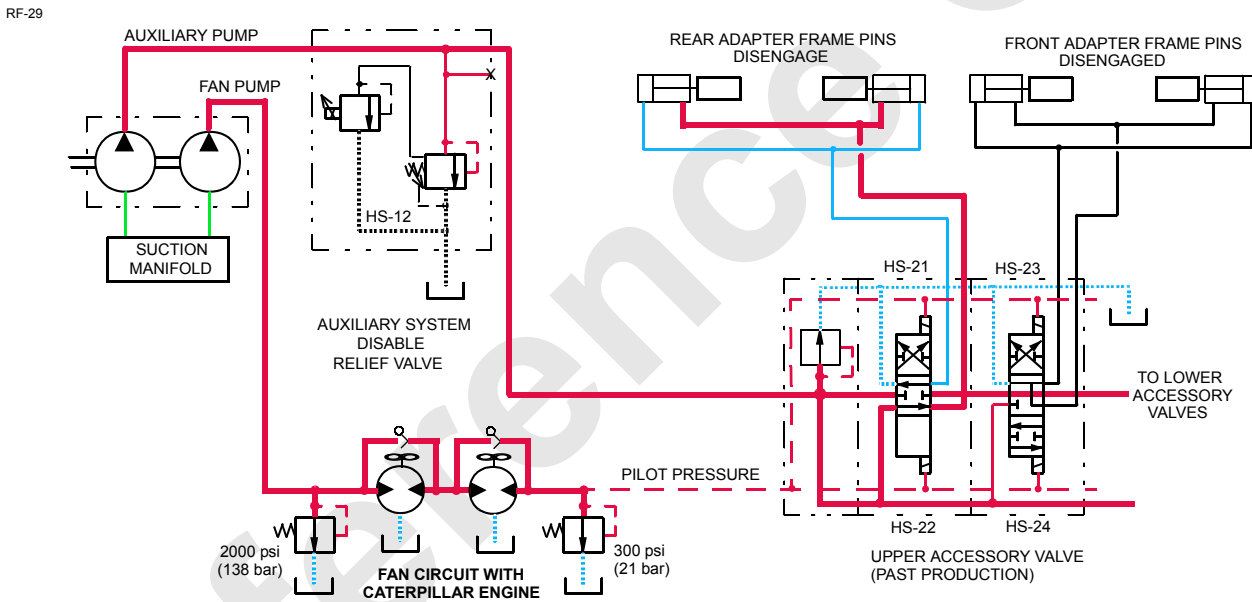 RF-29
AUXILIARY PUMP
FAN PUMP
SUCTION
MANIFOLD
HS-12
X
AUXILIARY SYSTEM
DISABLE
RELIEF VALVE
REAR ADAPTER FRAME PINS
DISENGAGE
FRONT ADAPTER FRAME PINS
DISENGAGED
HS-21
HS-23
TO LOWER
ACCESSORY
VALVES
PILOT PRESSURE
HS-22
HS-24
UPPER ACCESSORY VALVE
(PAST PRODUCTION)
2000 psi
(138 bar)
300 psi
(21 bar)
FAN CIRCUIT WITH
CATERPILLAR ENGINE